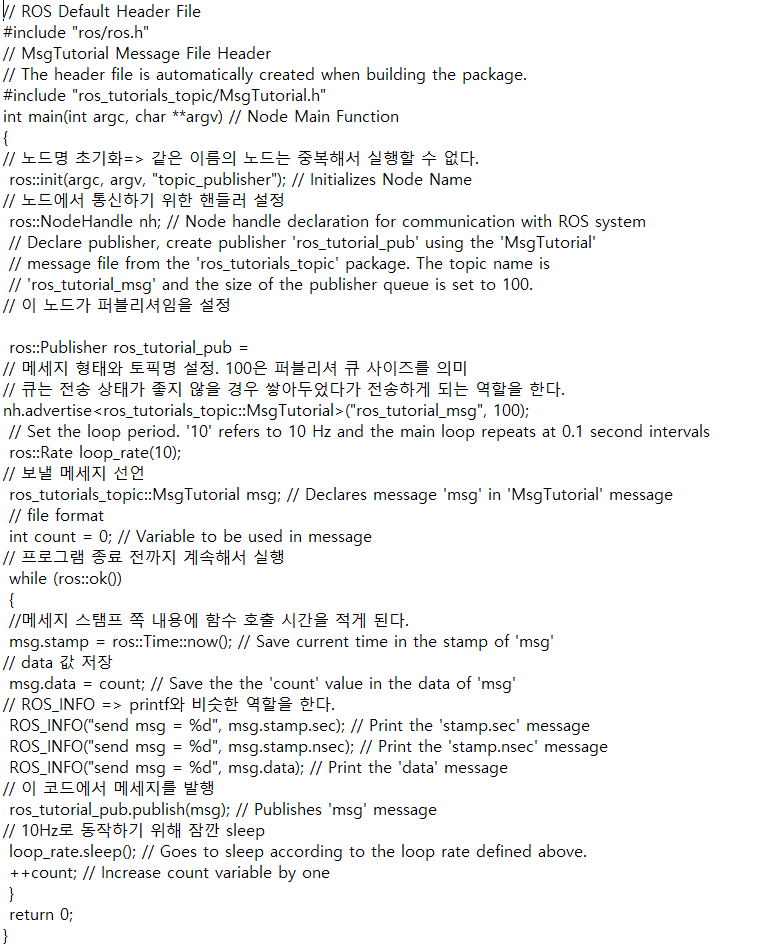 // ROS Default Header File
#include "ros/ros.h"
// MsgTutorial Message File Header
// The header file is automatically created when building the package.
#include "ros_tutorials_topic/MsgTutorial.h"
int main(int argc, char **argv) // Node Main Function
{
// 노드명 초기화=> 같은 이름의 노드는 중복해서 실행할 수 없다.
ros::init(argc, argv, "topic_publisher"); // Initializes Node Name
// 노드에서 통신하기 위한 핸들러 설정
ros::NodeHandle nh; // Node handle declaration for communication with ROS system
// Declare publisher, create publisher 'ros_tutorial_pub' using the 'MsgTutorial'
// message file from the 'ros_tutorials_topic' package. The topic name is
// 'ros_tutorial_msg' and the size of the publisher queue is set to 100.
// 이 노드가 퍼블리셔임을 설정
ros::Publisher ros_tutorial_pub =
// 메세지 형태와 토픽명 설정. 100은 퍼블리셔 큐 사이즈를 의미
// 큐는 전송 상태가 좋지 않을 경우 쌓아두었다가 전송하게 되는 역할을 한다.
nh.advertise<ros_tutorials_topic::MsgTutorial>("ros_tutorial_msg", 100);
// Set the loop period. '10' refers to 10 Hz and the main loop repeats at 0.1 second intervals
ros::Rate loop_rate(10);
// 보낼 메세지 선언
ros_tutorials_topic::MsgTutorial msg; // Declares message 'msg' in 'MsgTutorial' message
// file format
int count = 0; // Variable to be used in message
// 프로그램 종료 전까지 계속해서 실행
while (ros::ok())
{
//메세지 스탬프 쪽 내용에 함수 호출 시간을 적게 된다.
msg.stamp = ros::Time::now(); // Save current time in the stamp of 'msg'
// data 값 저장
msg.data = count; // Save the the 'count' value in the data of 'msg'
// ROS_INFO => printf와 비슷한 역할을 한다.
ROS_INFO("send msg = %d", msg.stamp.sec); // Print the 'stamp.sec' message
ROS_INFO("send msg = %d", msg.stamp.nsec); // Print the 'stamp.nsec' message
ROS_INFO("send msg = %d", msg.data); // Print the 'data' message
// 이 코드에서 메세지를 발행
ros_tutorial_pub.publish(msg); // Publishes 'msg' message
// 10Hz로 동작하기 위해 잠깐 sleep
loop_rate.sleep(); // Goes to sleep according to the loop rate defined above.
++count; // Increase count variable by one
}
return 0;
}